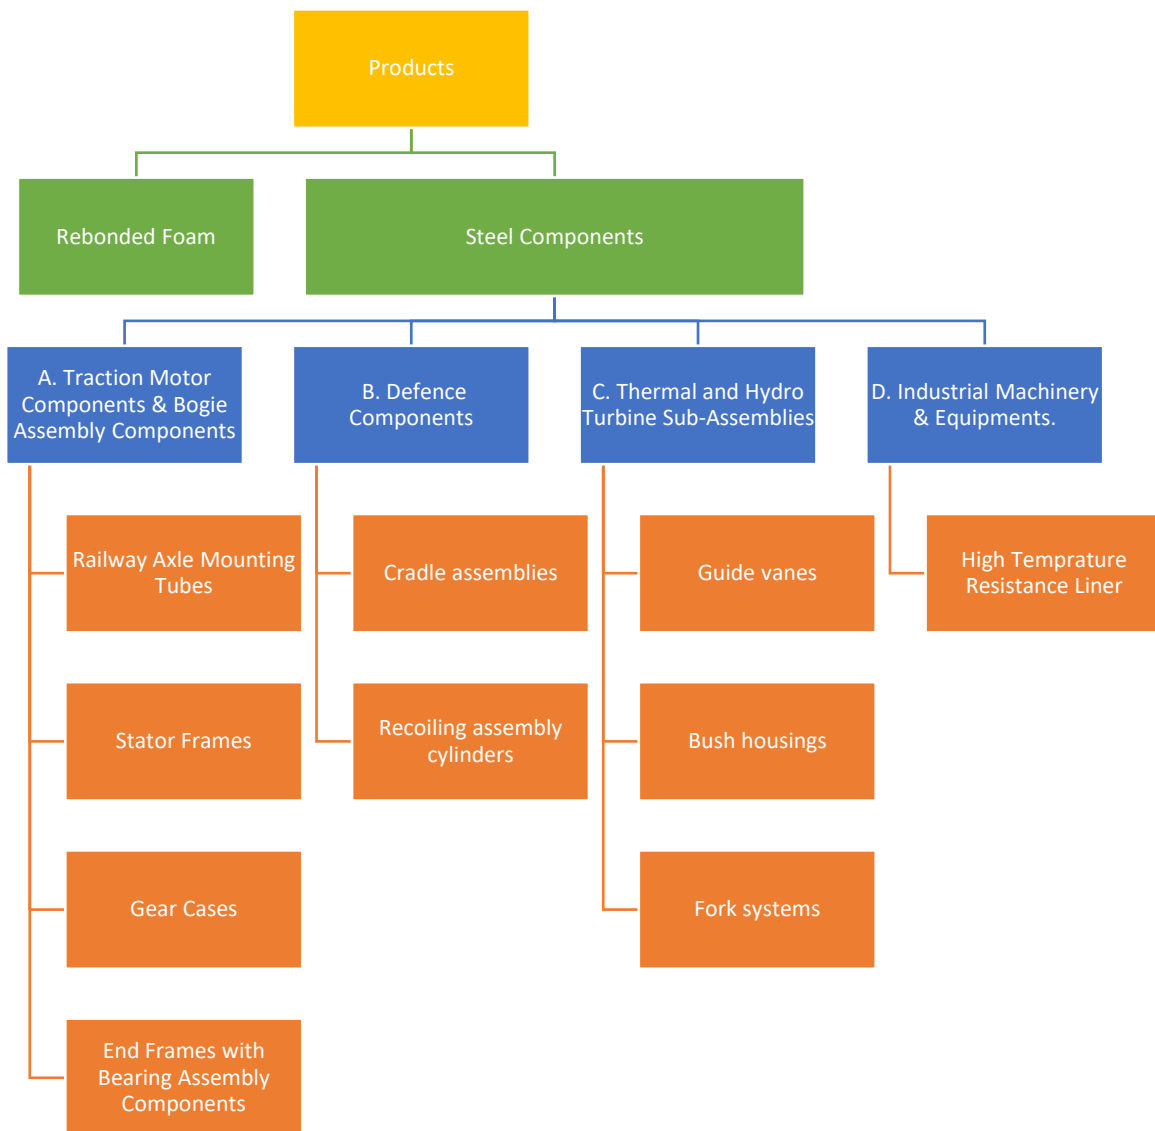 Products
Rebonded Foam
Steel Components
A. Traction Motor
Components & Bogie
Assembly Components
B. Defence
Components
C. Thermal and Hydro
Turbine Sub-Assemblies
D. Industrial Machinery
& Equipments.
Railway Axle Mounting
Tubes
Cradle assemblies
Guide vanes
High Temprature
Resistance Liner
Stator Frames
Recoiling assembly
cylinders
Bush housings
Gear Cases
Fork systems
End Frames with
Bearing Assembly
Components